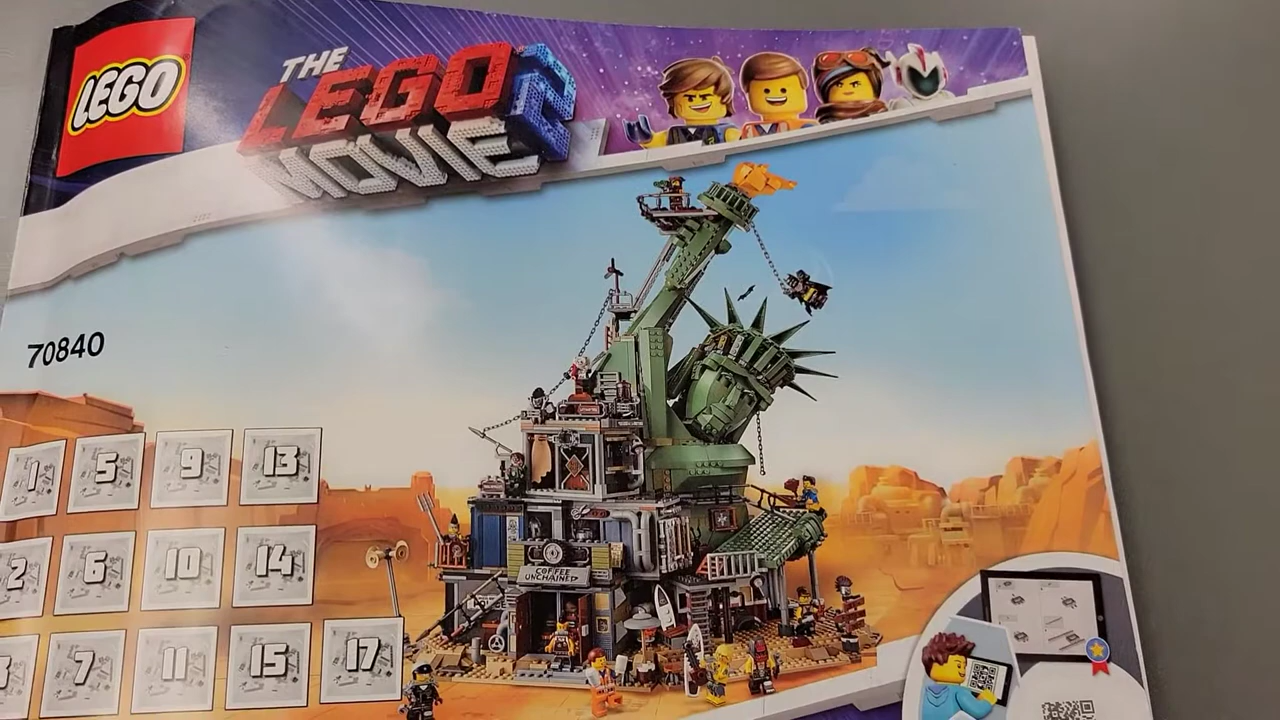 LEGO
THE
LEGO
MOVIE 2
70840
1 5 9 13
2 6 10 14
7 11 15 17
COFFEE
UNCHAINED